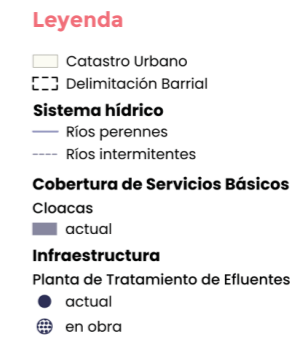 Leyenda
Catastro Urbano
Delimitación Barrial
Sistema hídrico
Ríos perennes
Ríos intermitentes
Cobertura de Servicios Básicos
Cloacas
actual
Infraestructura
Planta de Tratamiento de Efluentes
actual
en obra